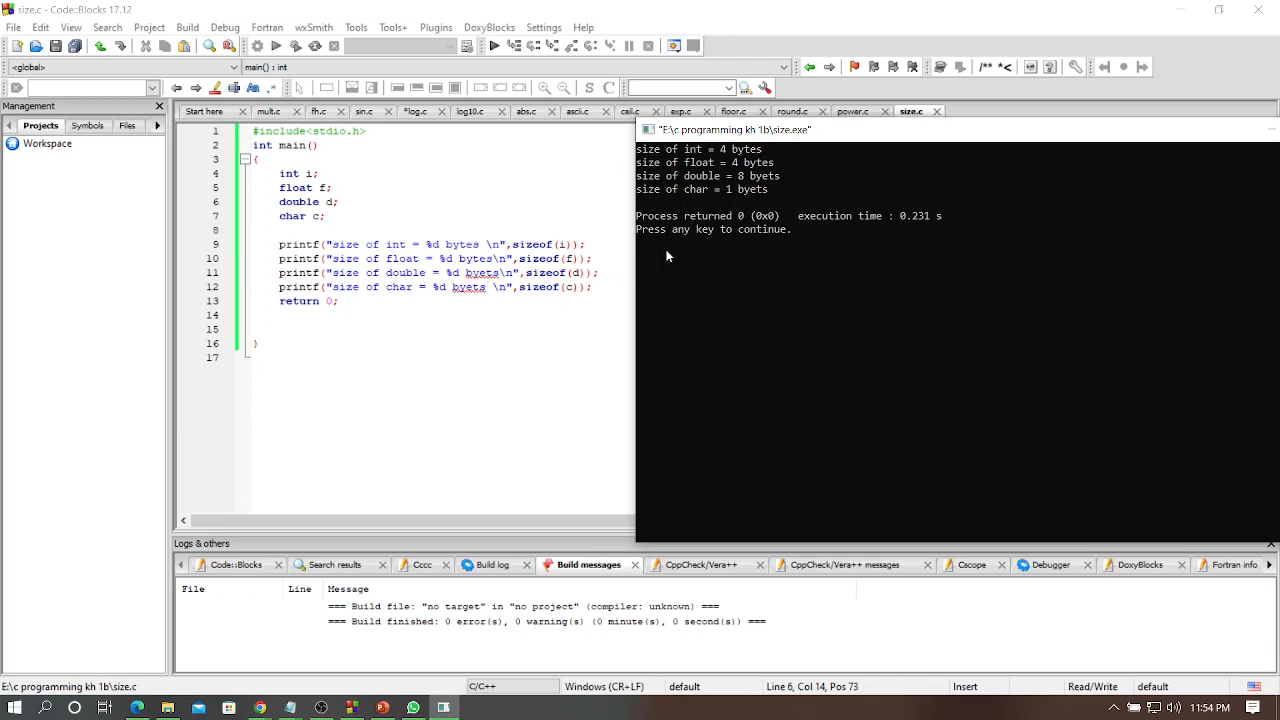 size.c - Code::Blocks 17.12
File Edit View Search Project Build Debug Fortran wxSmith Tools Tools+ Plugins DoxyBlocks Settings Help
<global> main() : int
/** *<
S C
Management
Projects Symbols Files
Workspace
Start here mult.c fh.c sin.c *log.c log10.c abs.c ascii.c ceil.c exp.c floor.c round.c power.c size.c
1 #include<stdio.h>
2 int main()
3 {
4 int i;
5 float f;
6 double d;
7 char c;
8
9 printf("size of int = %d bytes \n",sizeof(i));
10 printf("size of float = %d bytes\n",sizeof(f));
11 printf("size of double = %d byets\n",sizeof(d));
12 printf("size of char = %d byets \n",sizeof(c));
13 return 0;
14
15
16 }
17
"E:\c programming kh 1b\size.exe"
size of int = 4 bytes
size of float = 4 bytes
size of double = 8 byets
size of char = 1 byets
Process returned 0 (0x0) execution time : 0.231 s
Press any key to continue.
Logs & others
Code::Blocks Search results Cccc Build log Build messages CppCheck/Vera++ CppCheck/Vera++ messages Cscope Debugger DoxyBlocks Fortran info
File Line Message
=== Build file: "no target" in "no project" (compiler: unknown) ===
=== Build finished: 0 error(s), 0 warning(s) (0 minute(s), 0 second(s)) ===
E:\c programming kh 1b\size.c C/C++ Windows (CR+LF) default Line 6, Col 14, Pos 73 Insert Read/Write default
11:54 PM